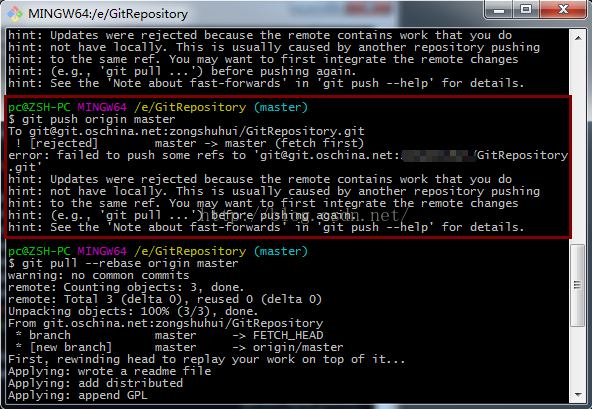 MINGW64:/e/GitRepository
hint: Updates were rejected because the remote contains work that you do
hint: not have locally. This is usually caused by another repository pushing
hint: to the same ref. You may want to first integrate the remote changes
hint: (e.g., 'git pull ...') before pushing again.
hint: See the 'Note about fast-forwards' in 'git push --help' for details.
pc@ZSH-PC MINGW64 /e/GitRepository (master)
$ git push origin master
To git@git.oschina.net:zongshuhui/GitRepository.git
! [rejected] master -> master (fetch first)
error: failed to push some refs to 'git@git.oschina.net: /GitRepository
.git'
hint: Updates were rejected because the remote contains work that you do
hint: not have locally. This is usually caused by another repository pushing
hint: to the same ref. You may want to first integrate the remote changes
hint: (e.g., 'git pull ...') before pushing again.
http://blog.csdn.net/
hint: See the 'Note about fast-forwards' in 'git push --help' for details.
pc@ZSH-PC MINGW64 /e/GitRepository (master)
$ git pull --rebase origin master
warning: no common commits
remote: Counting objects: 3, done.
remote: Total 3 (delta 0), reused 0 (delta 0)
Unpacking objects: 100% (3/3), done.
From git.oschina.net:zongshuhui/GitRepository
* branch master -> FETCH_HEAD
* [new branch] master -> origin/master
First, rewinding head to replay your work on top of it...
Applying: wrote a readme file
Applying: add distributed
Applying: append GPL